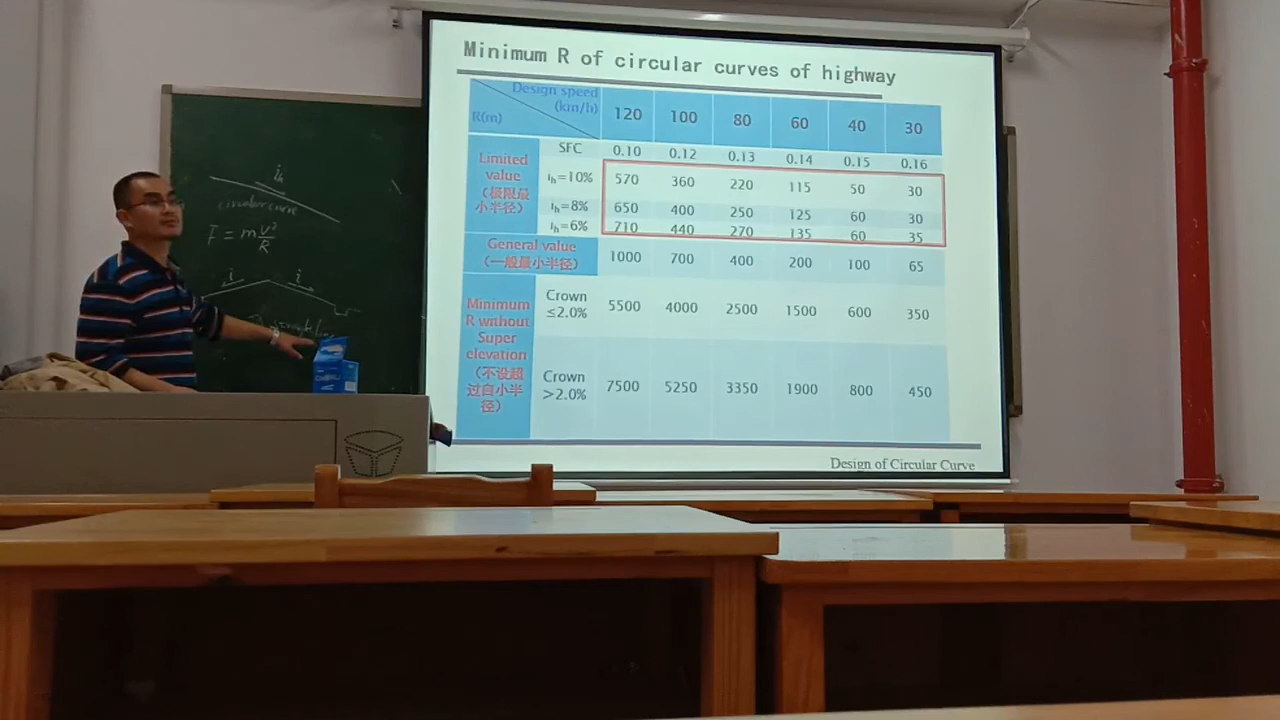 Minimum R of circular curves of highway
Design speed (km/h) R(m) 120 100 80 60 40 30
SFC 0.10 0.12 0.13 0.14 0.15 0.16
Limited value (极限最小半径)
iₕ=10% 570 360 220 115 50 30
iₕ=8% 650 400 250 125 60 30
iₕ=6% 710 440 270 135 60 35
General value (一般最小半径) 1000 700 400 200 100 65
Minimum R without Super elevation (不设超过自小半径)
Crown ≤2.0% 5500 4000 2500 1500 600 350
Crown >2.0% 7500 5250 3350 1900 800 450
Design of Circular Curve
iₕ
circular curve
F = m v²/R
i i